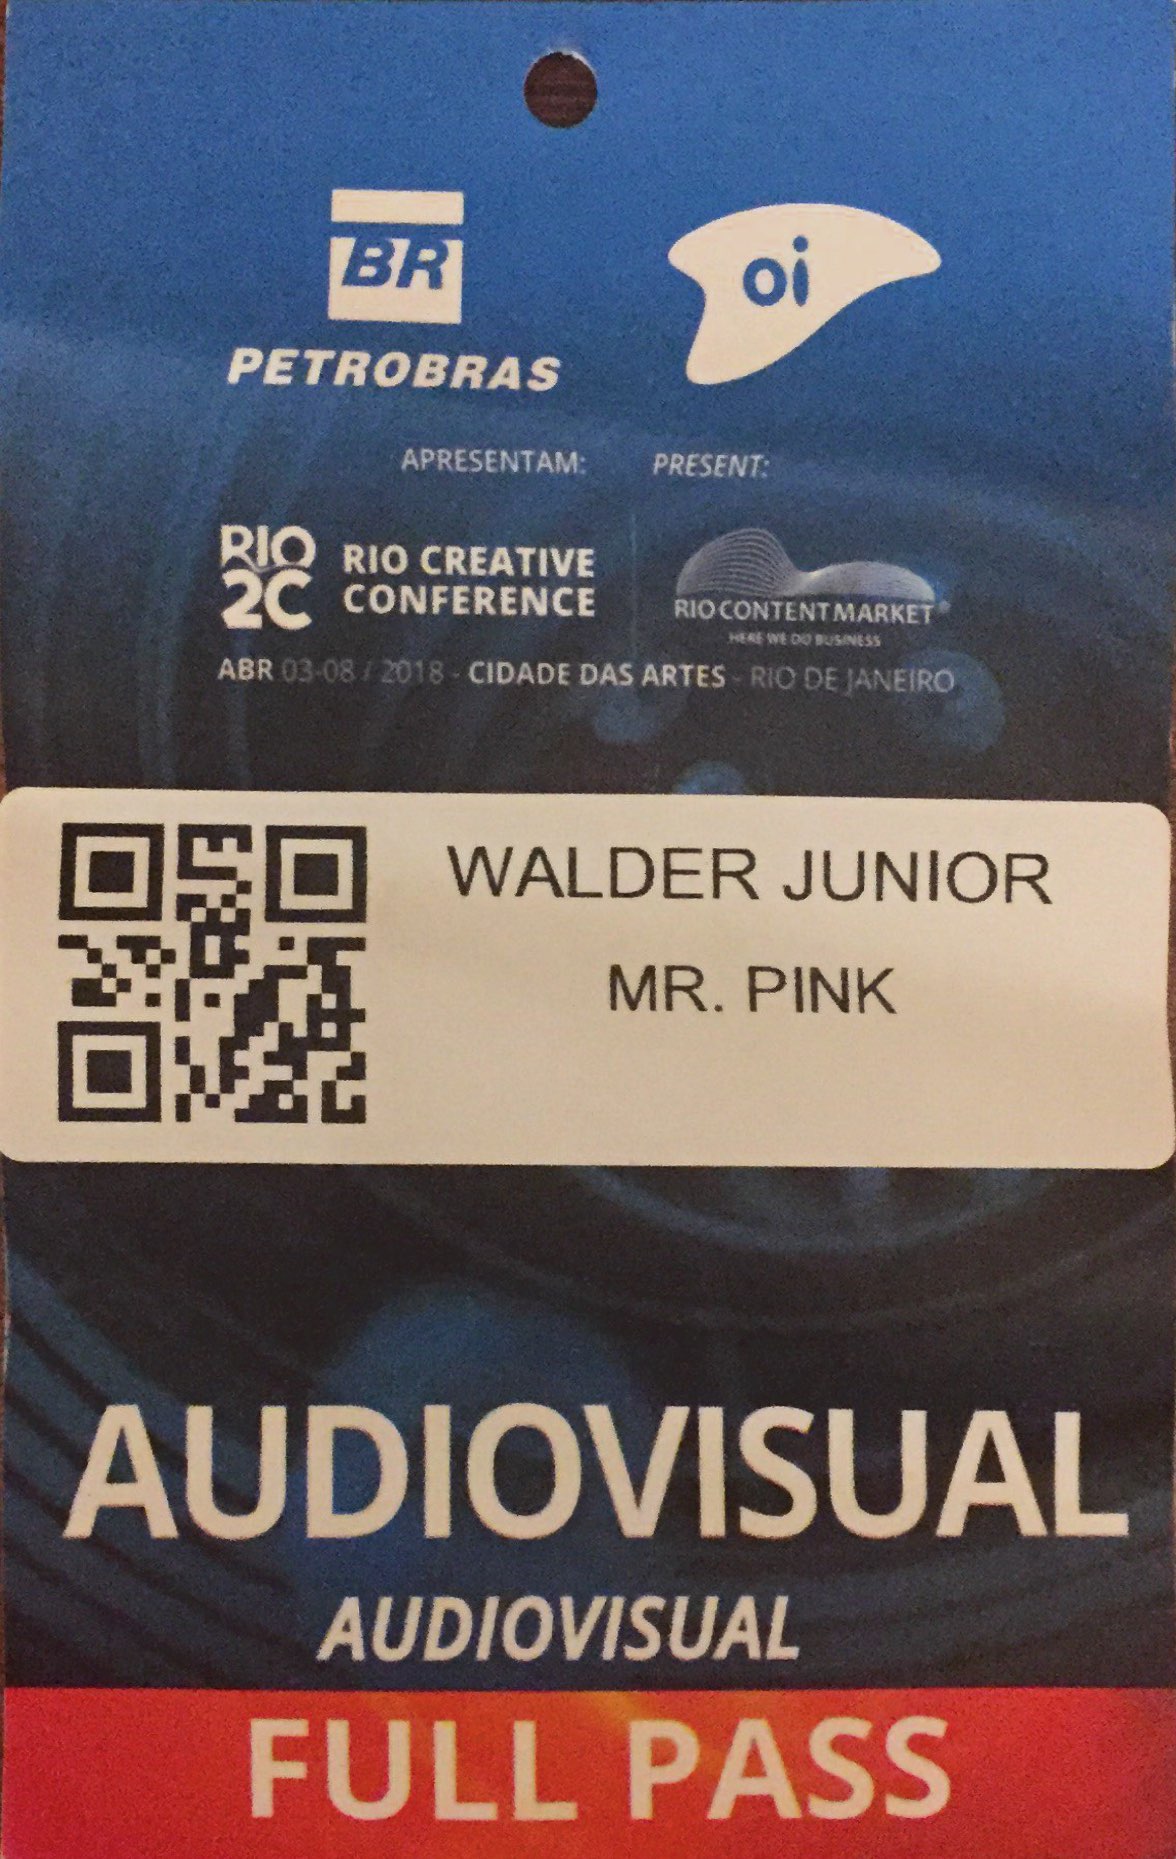 BR
PETROBRAS
oi
APRESENTAM: PRESENT:
RIO
2C
RIO CREATIVE
CONFERENCE
RIOCONTENTMARKET®
HERE WE DO BUSINESS
ABR 03-08 / 2018 - CIDADE DAS ARTES - RIO DE JANEIRO
WALDER JUNIOR
MR. PINK
AUDIOVISUAL
AUDIOVISUAL
FULL PASS